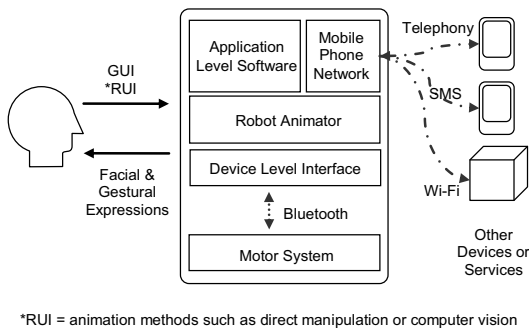 GUI
*RUI
Facial &
Gestural
Expressions
Application
Level Software
Mobile
Phone
Network
Robot Animator
Device Level Interface
Bluetooth
Motor System
Telephony
SMS
Wi-Fi
Other
Devices or
Services
*RUI = animation methods such as direct manipulation or computer vision